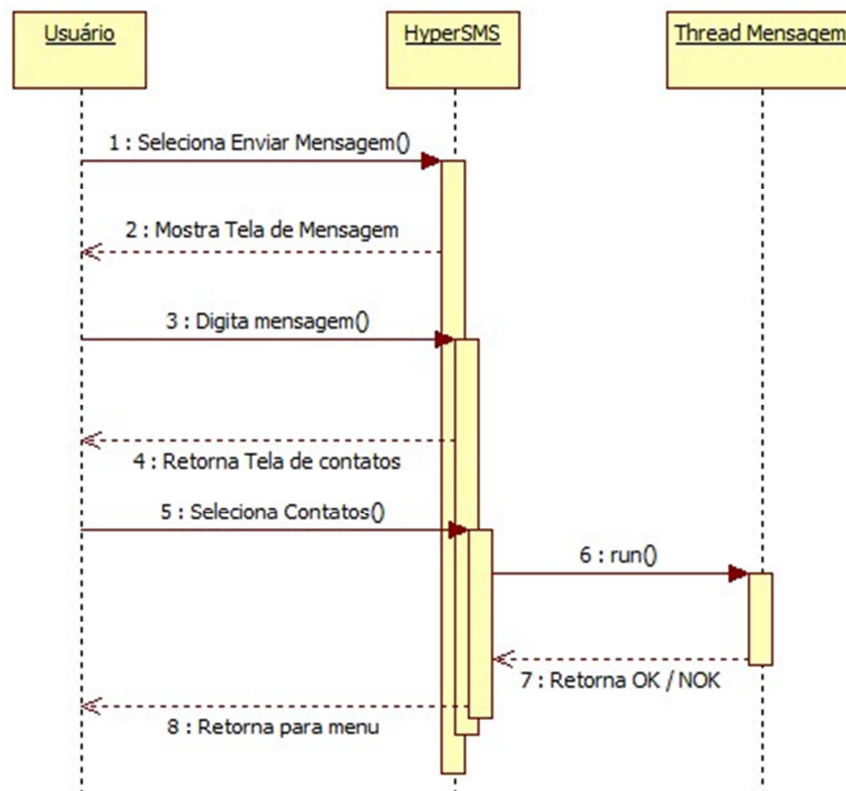 Usuário
HyperSMS
Thread Mensagem
1 : Seleciona Enviar Mensagem()
2 : Mostra Tela de Mensagem
3 : Digita mensagem()
4 : Retorna Tela de contatos
5 : Seleciona Contatos()
6 : run()
7 : Retorna OK / NOK
8 : Retorna para menu